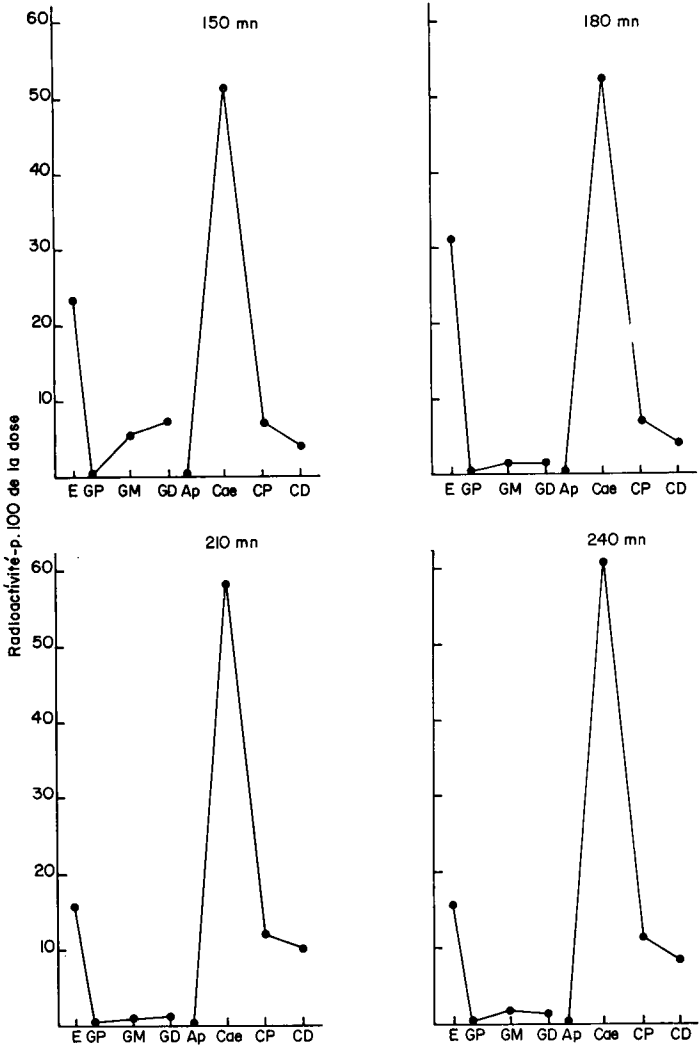 150 mn
180 mn
60
50
40
30
20
10
E GP GM GD Ap Cae CP CD
E GP GM GD Ap Cae CP CD
Radioactivité-p. 100 de la dose
210 mn
240 mn
60
50
40
30
20
10
E GP GM GD Ap Cae CP CD
E GP GM GD Ap Cae CP CD